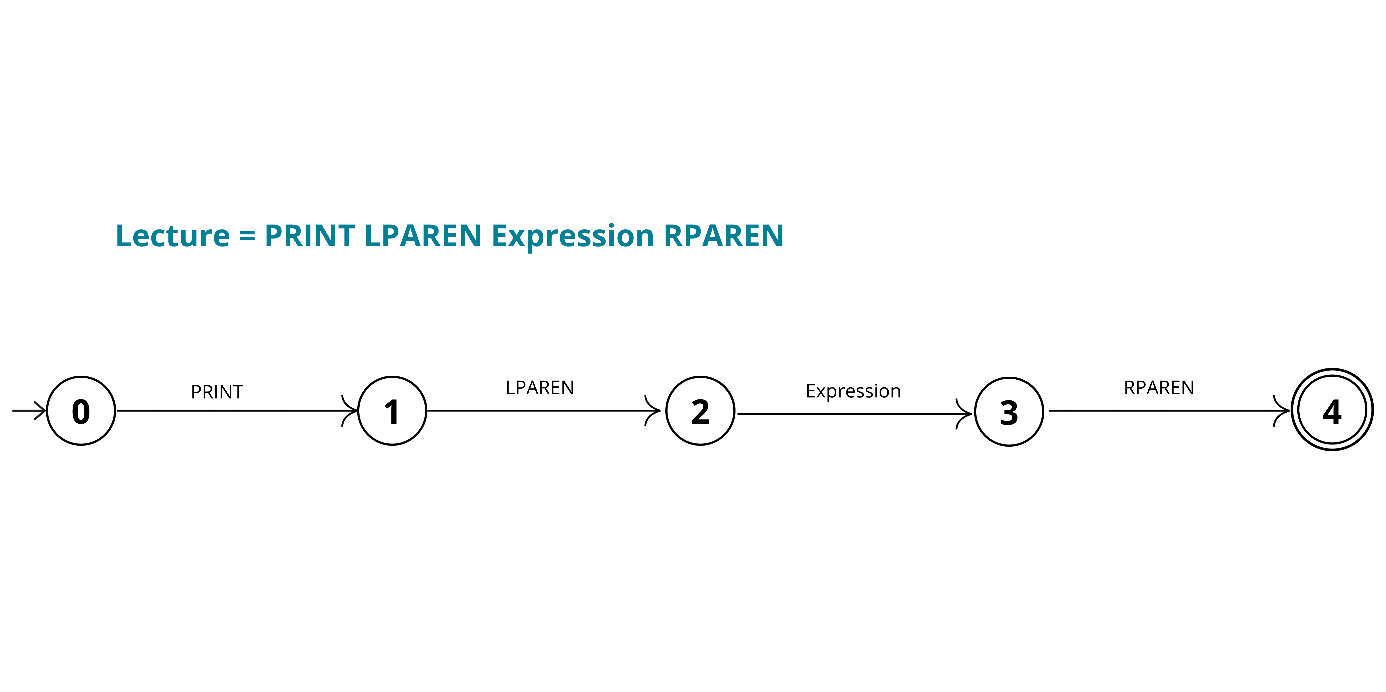 Lecture = PRINT LPAREN Expression RPAREN
PRINT
LPAREN
Expression
RPAREN
0
1
2
3
4